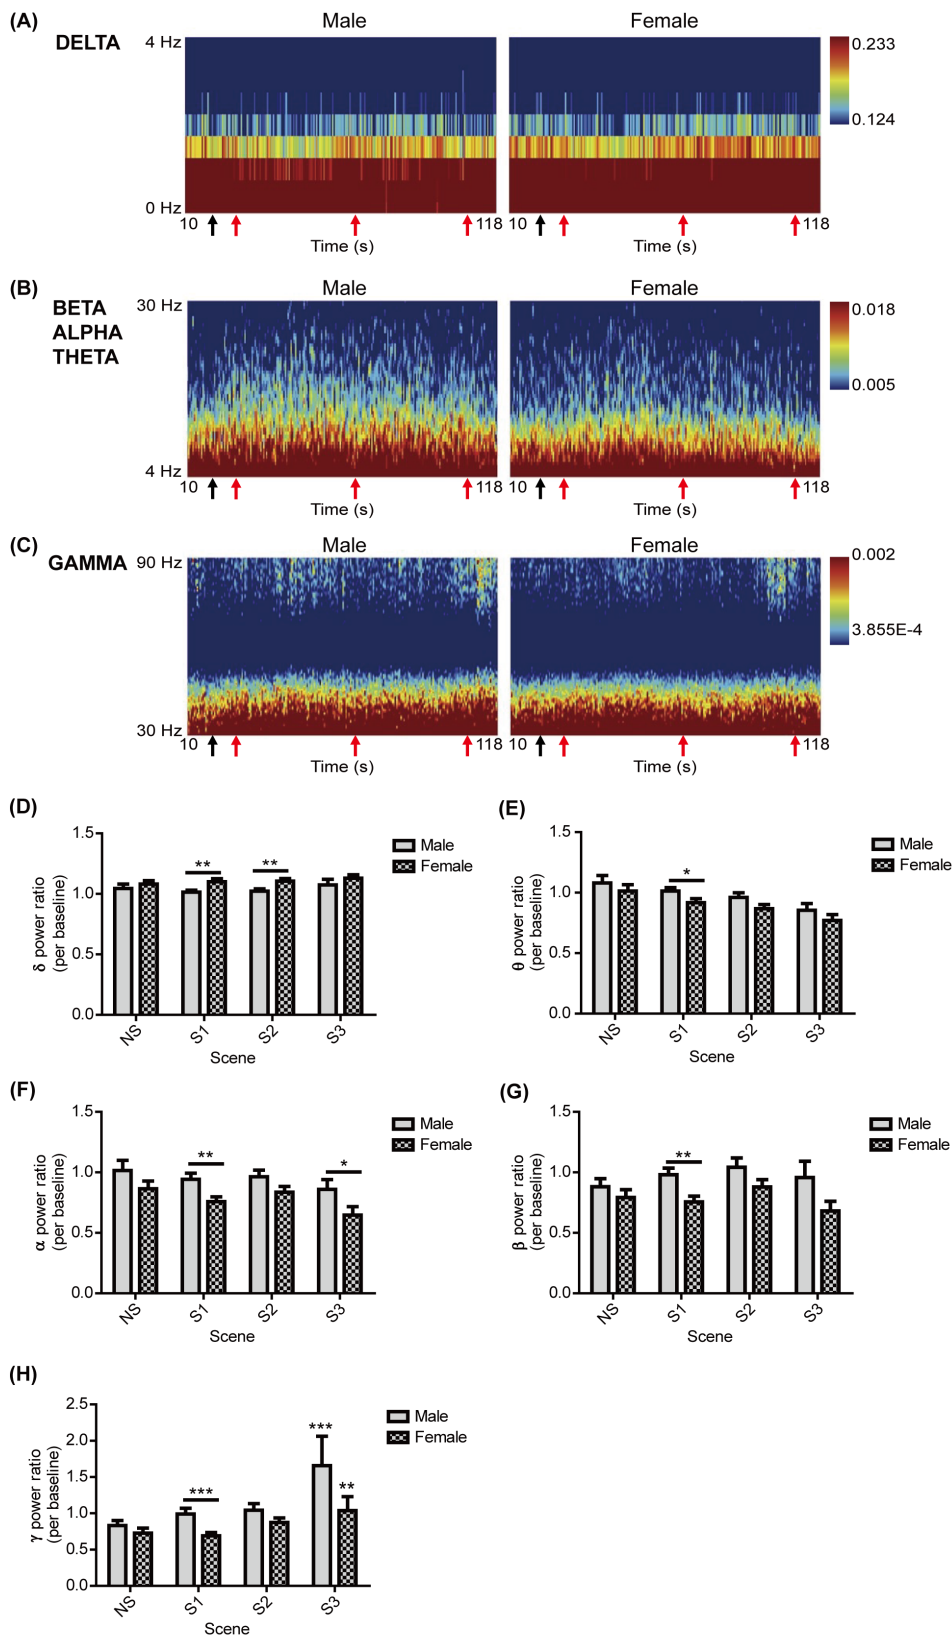 (A)
Male
Female
DELTA
4 Hz
0 Hz
0.233
0.124
10
118
10
118
Time (s)
Time (s)
(B)
Male
Female
BETA
ALPHA
THETA
30 Hz
4 Hz
0.018
0.005
10
118
10
118
Time (s)
Time (s)
(C)
Male
Female
GAMMA
90 Hz
30 Hz
0.002
3.855E-4
10
118
10
118
Time (s)
Time (s)
(D)
δ power ratio
(per baseline)
1.5
1.0
0.5
0.0
**
**
Male
Female
NS
S1
S2
S3
Scene
(E)
θ power ratio
(per baseline)
1.5
1.0
0.5
0.0
*
Male
Female
NS
S1
S2
S3
Scene
(F)
α power ratio
(per baseline)
1.5
1.0
0.5
0.0
**
*
Male
Female
NS
S1
S2
S3
Scene
(G)
β power ratio
(per baseline)
1.5
1.0
0.5
0.0
**
Male
Female
NS
S1
S2
S3
Scene
(H)
γ power ratio
(per baseline)
2.5
2.0
1.5
1.0
0.5
0.0
***
***
**
Male
Female
NS
S1
S2
S3
Scene